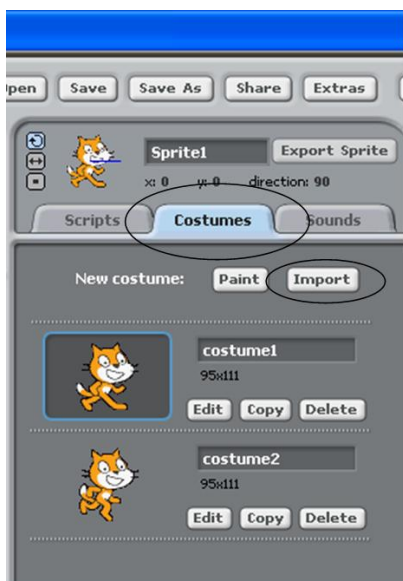 Open Save Save As Share Extras
Sprite1 Export Sprite
x: 0 y: 0 direction: 90
Scripts Costumes Sounds
New costume: Paint Import
costume1
95x111
Edit Copy Delete
costume2
95x111
Edit Copy Delete